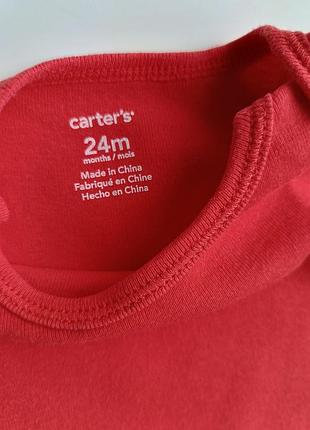 carter's
24m
months / mois
Made in China
Fabriqué en Chine
Hecho en China